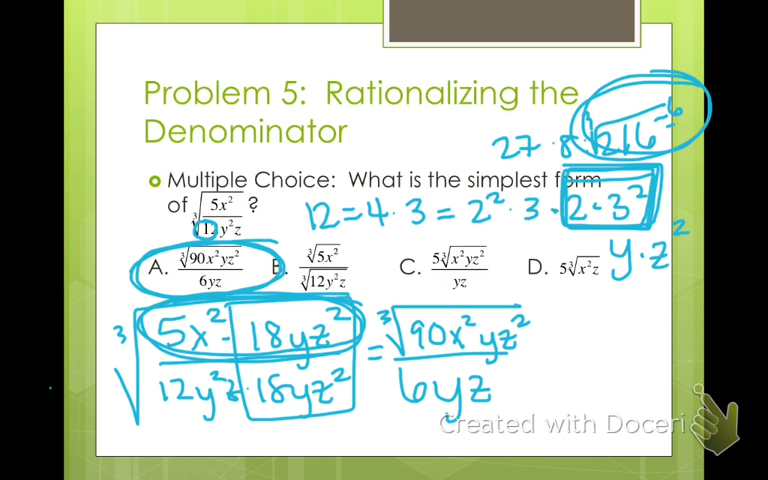 Problem 5: Rationalizing the
Denominator
27 · 8 ∛216 = 6
Multiple Choice: What is the simplest form
of ∛(5x²/12y²z) ?
12 = 4 · 3 = 2² · 3 · 2 · 3²
y · z²
A. ∛(90x²yz²)/6yz B. ∛(5x²)/∛(12y²z) C. 5∛(x²yz²)/yz D. 5∛(x²z)
∛(5x² · 18yz²/12y²z · 18yz²) = ∛(90x²yz²)/6yz
Created with Doceri